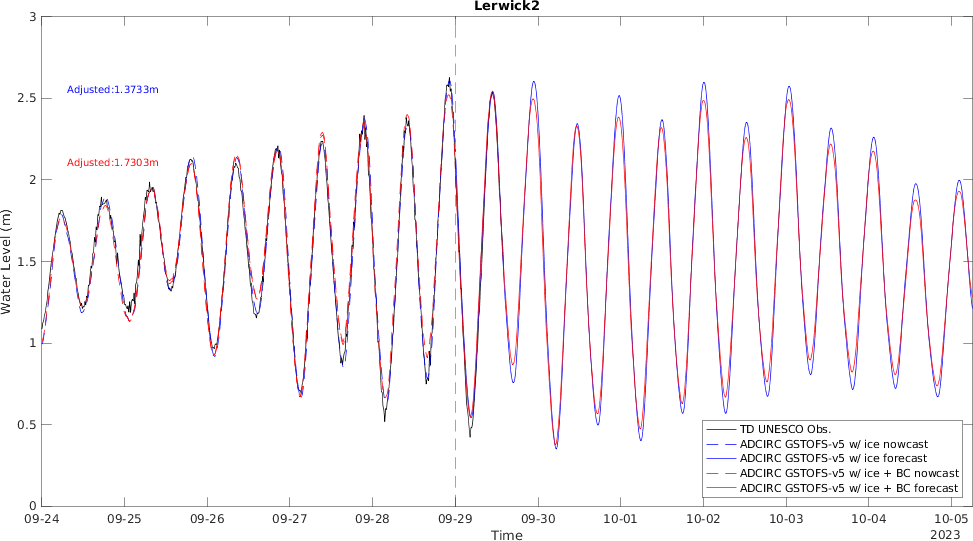 Lerwick2
3
2.5
2
1.5
1
0.5
0
Water Level (m)
Adjusted:1.3733m
Adjusted:1.7303m
TD UNESCO Obs.
ADCIRC GSTOFS-v5 w/ ice nowcast
ADCIRC GSTOFS-v5 w/ ice forecast
ADCIRC GSTOFS-v5 w/ ice + BC nowcast
ADCIRC GSTOFS-v5 w/ ice + BC forecast
09-24 09-25 09-26 09-27 09-28 09-29 09-30 10-01 10-02 10-03 10-04 10-05
Time
2023